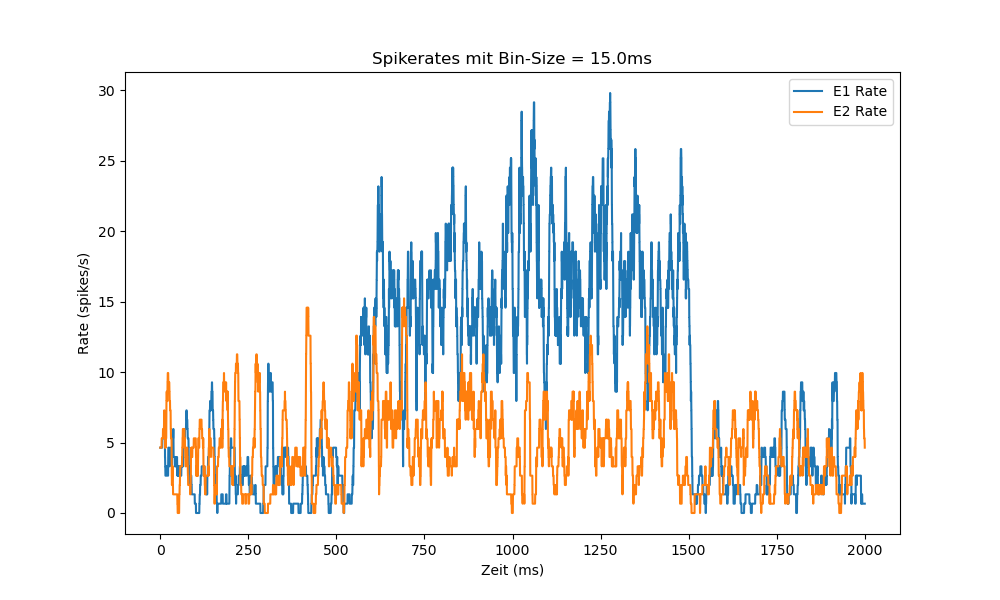 Spikerates mit Bin-Size = 15.0ms
E1 Rate
E2 Rate
30
25
20
15
10
5
0
Rate (spikes/s)
0 250 500 750 1000 1250 1500 1750 2000
Zeit (ms)